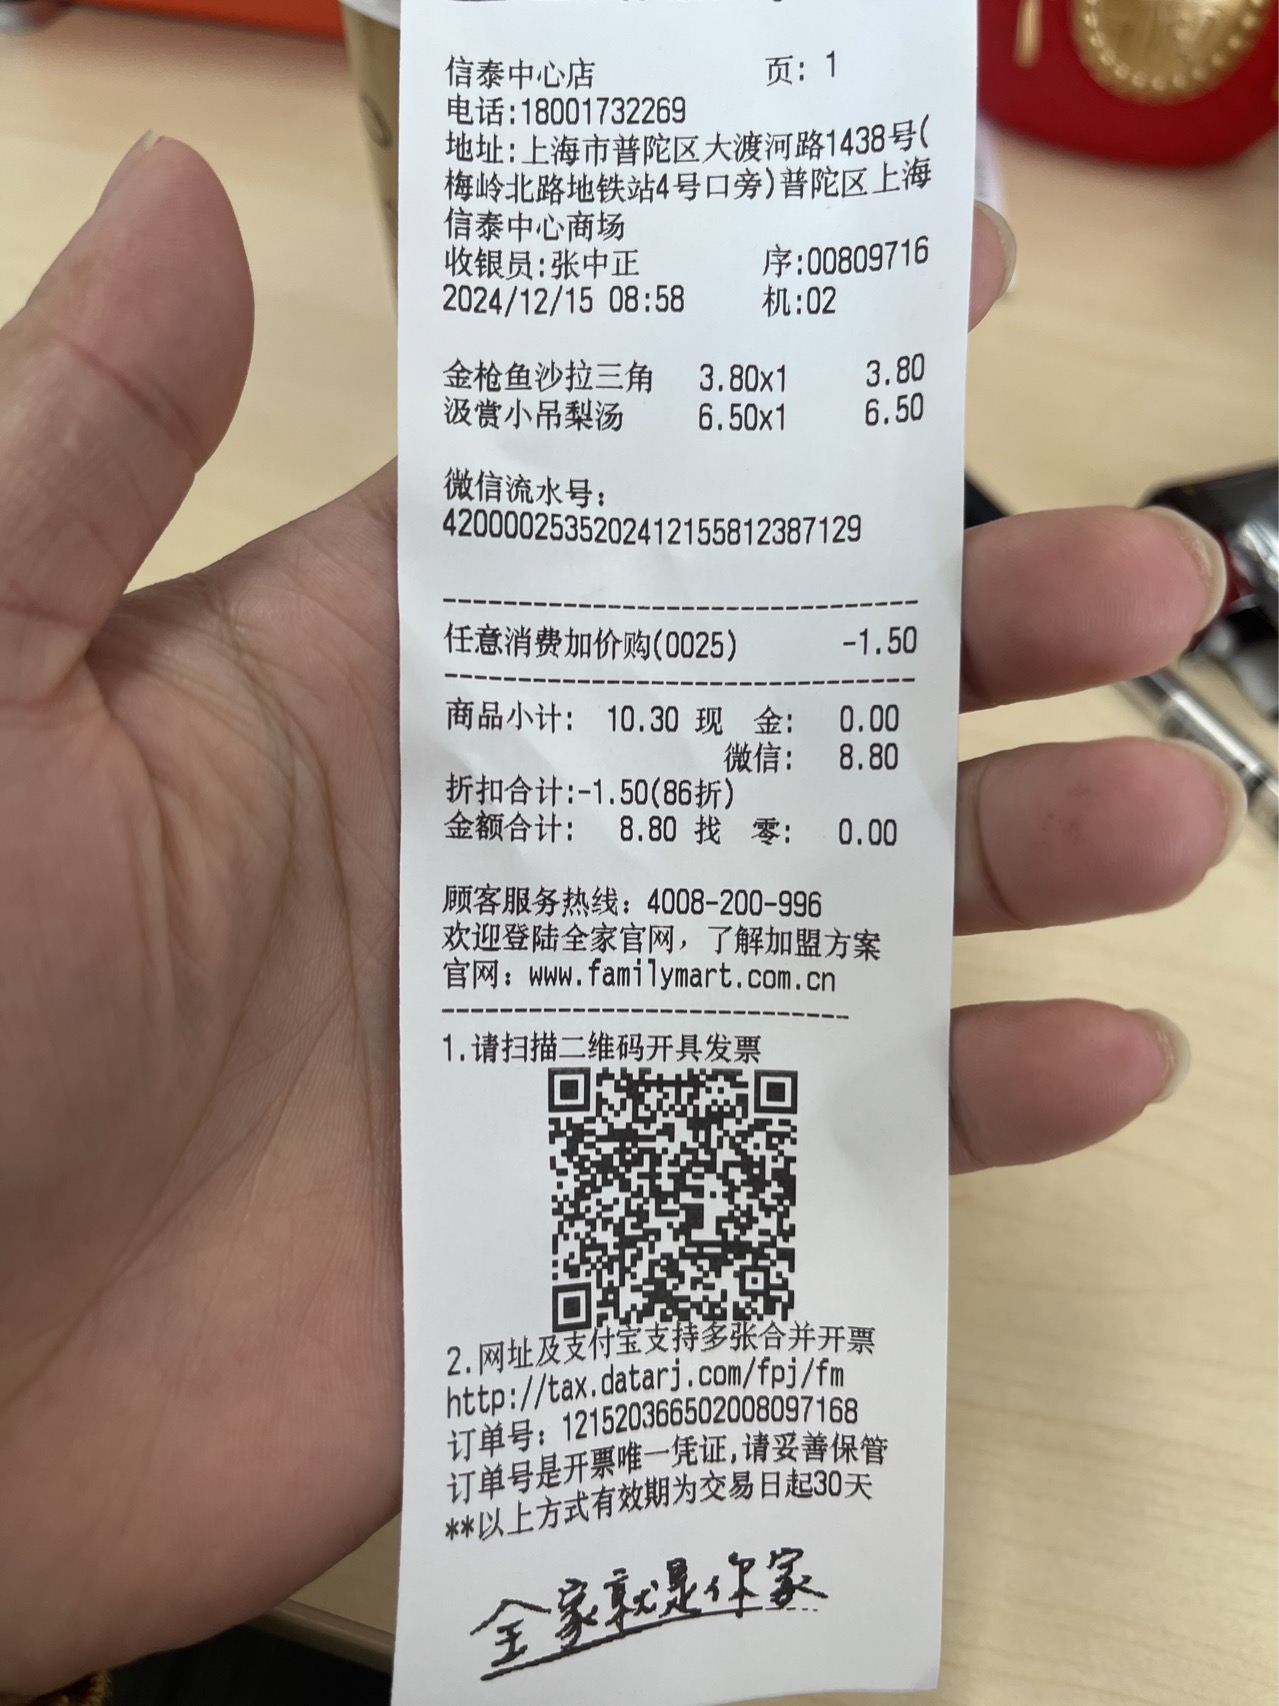 信泰中心店 页: 1
电话:18001732269
地址:上海市普陀区大渡河路1438号(
梅岭北路地铁站4号口旁)普陀区上海
信泰中心商场
收银员:张中正 序:00809716
2024/12/15 08:58 机:02
金枪鱼沙拉三角 3.80x1 3.80
汲赏小吊梨汤 6.50x1 6.50
微信流水号:
4200002535202412155812387129
------------------------------
任意消费加价购(0025) -1.50
------------------------------
商品小计: 10.30 现 金: 0.00
微信: 8.80
折扣合计:-1.50(86折)
金额合计: 8.80 找 零: 0.00
顾客服务热线: 4008-200-996
欢迎登陆全家官网, 了解加盟方案
官网: www.familymart.com.cn
------------------------------
1.请扫描二维码开具发票
2.网址及支付宝支持多张合并开票
http://tax.datarj.com/fpj/fm
订单号: 121520366502008097168
订单号是开票唯一凭证,请妥善保管
**以上方式有效期为交易日起30天
全家就是你家